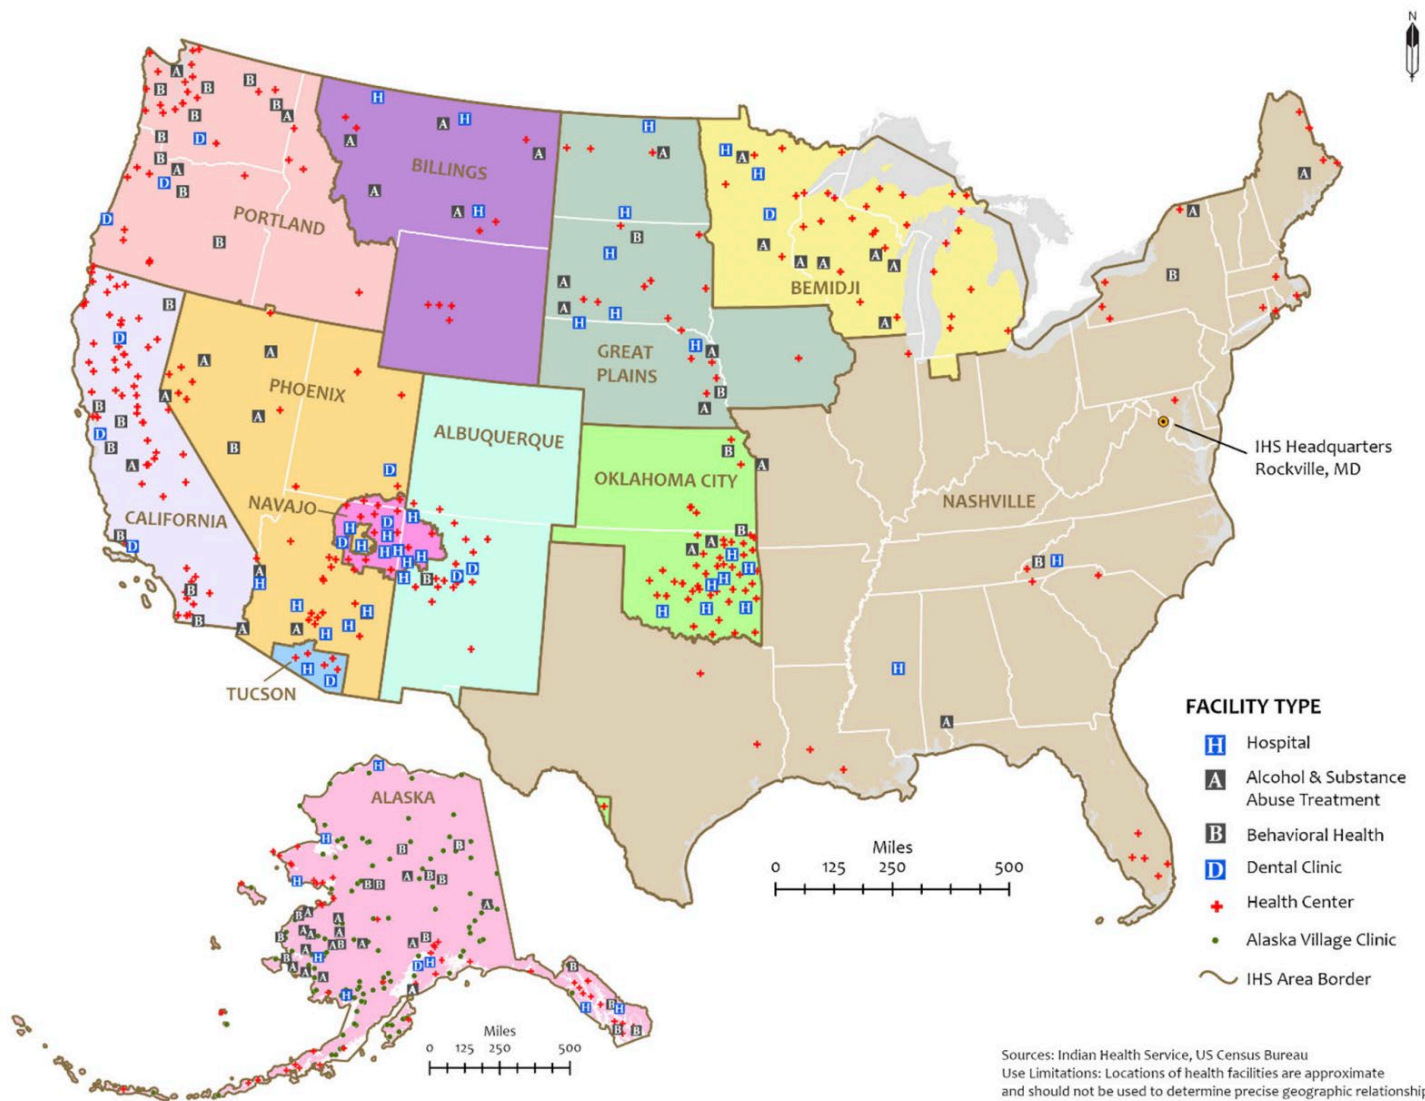 N
BILLINGS
PORTLAND
BEMIDJI
GREAT
PLAINS
PHOENIX
ALBUQUERQUE
OKLAHOMA CITY
NASHVILLE
NAVAJO
CALIFORNIA
TUCSON
IHS Headquarters
Rockville, MD
ALASKA
Miles
0 125 250 500
Miles
0 125 250 500
FACILITY TYPE
H Hospital
A Alcohol & Substance
Abuse Treatment
B Behavioral Health
D Dental Clinic
Health Center
Alaska Village Clinic
IHS Area Border
Sources: Indian Health Service, US Census Bureau
Use Limitations: Locations of health facilities are approximate
and should not be used to determine precise geographic relationship